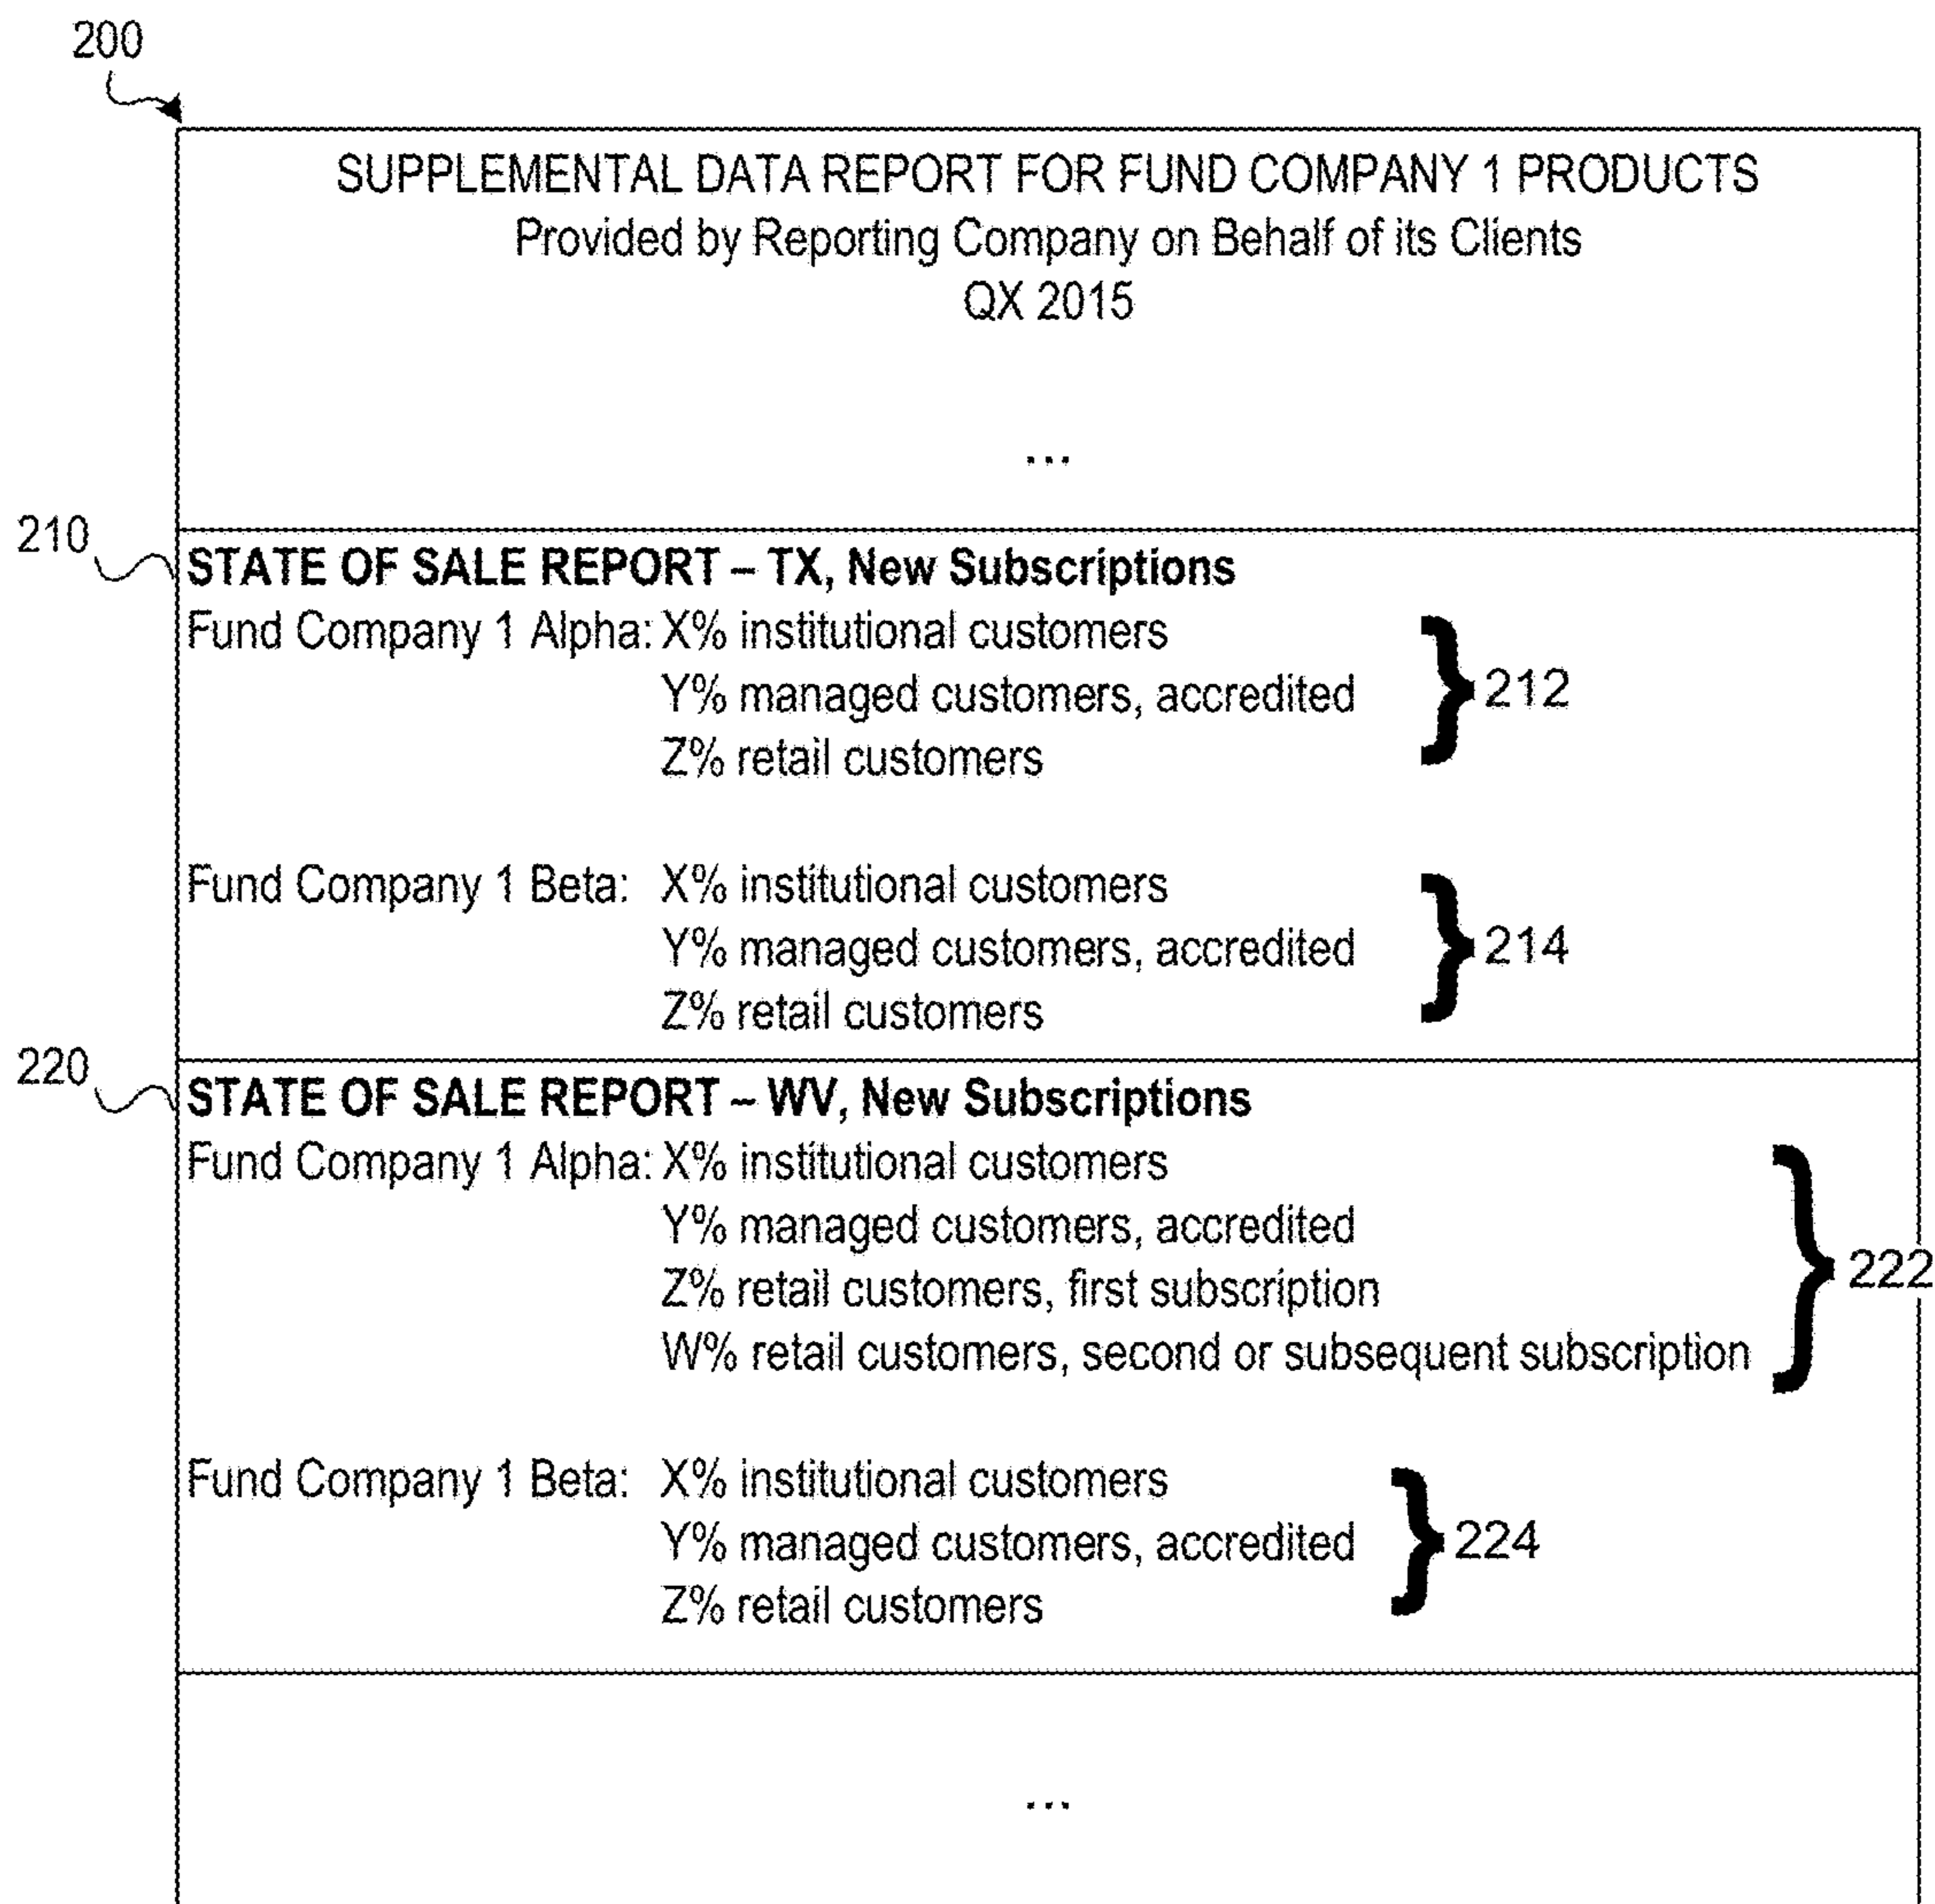 200
SUPPLEMENTAL DATA REPORT FOR FUND COMPANY 1 PRODUCTS
Provided by Reporting Company on Behalf of its Clients
QX 2015
...
210
STATE OF SALE REPORT – TX, New Subscriptions
Fund Company 1 Alpha: X% institutional customers
Y% managed customers, accredited
212
Z% retail customers
Fund Company 1 Beta: X% institutional customers
Y% managed customers, accredited
214
Z% retail customers
220
STATE OF SALE REPORT – WV, New Subscriptions
Fund Company 1 Alpha: X% institutional customers
Y% managed customers, accredited
Z% retail customers, first subscription
222
W% retail customers, second or subsequent subscription
Fund Company 1 Beta: X% institutional customers
Y% managed customers, accredited
224
Z% retail customers
...